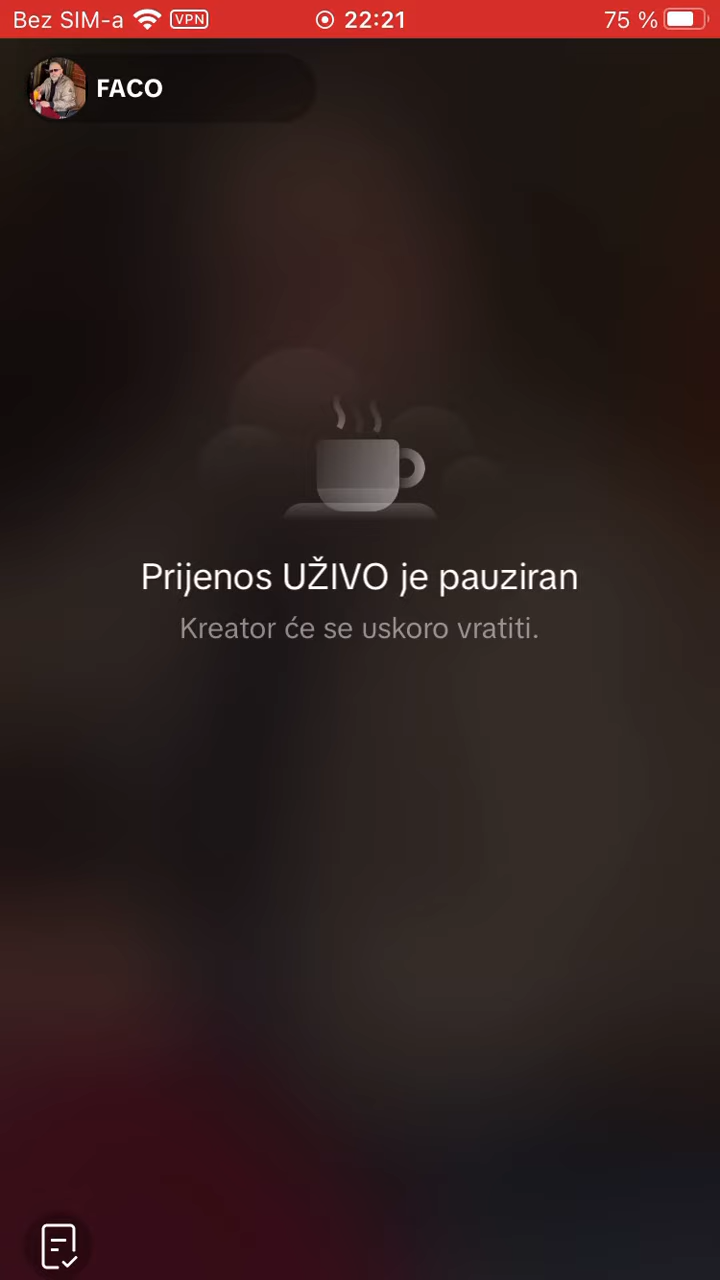 Bez SIM-a VPN 22:21 75 %
FACO
Prijenos UŽIVO je pauziran
Kreator će se uskoro vratiti.